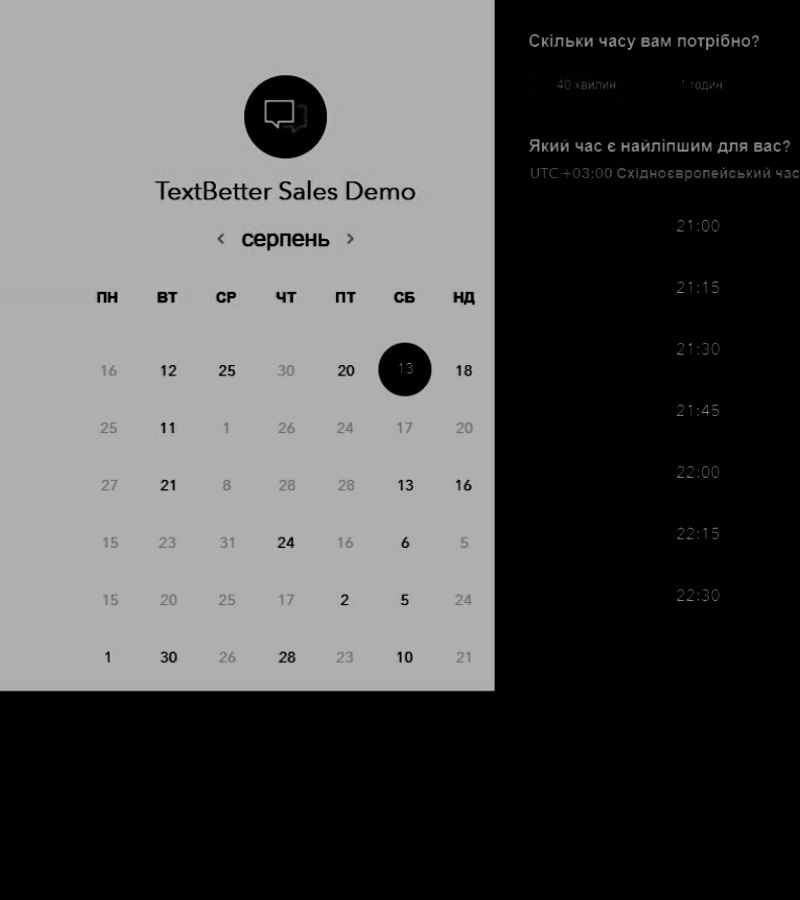 TextBetter Sales Demo
серпень
ПН ВТ СР ЧТ ПТ СБ НД
16 12 25 30 20 13 18
25 11 1 26 24 17 20
27 21 8 28 28 13 16
15 23 31 24 16 6 5
15 20 25 17 2 5 24
1 30 26 28 23 10 21
Скільки часу вам потрібно?
40 хвилин 1 годин
Який час є найліпшим для вас?
UTC +03:00 Східноєвропейський час
21:00
21:15
21:30
21:45
22:00
22:15
22:30